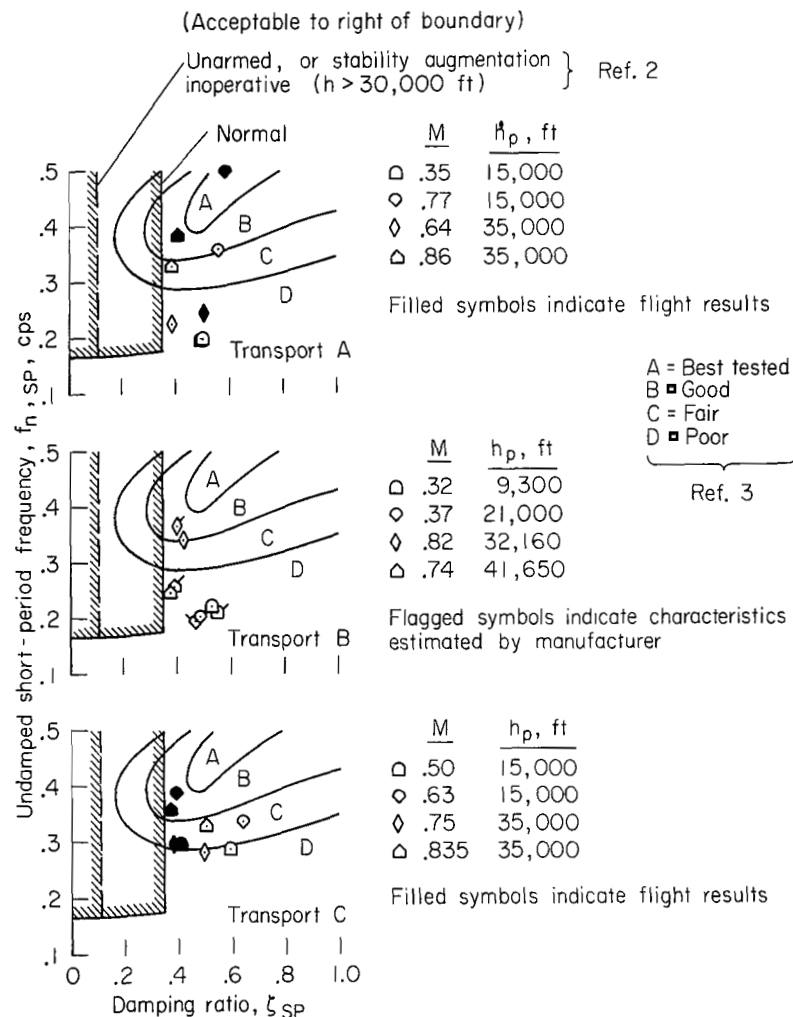 (Acceptable to right of boundary)
Unarmed, or stability augmentation
inoperative (h > 30,000 ft)
Ref. 2
Normal
M hp, ft
.35 15,000
.77 15,000
.64 35,000
.86 35,000
Filled symbols indicate flight results
.5
.4
.3
.2
.1
A
B
C
D
Transport A
A = Best tested
B = Good
C = Fair
D = Poor
Ref. 3
Undamped short-period frequency, fn, SP, cps
M hp, ft
.32 9,300
.37 21,000
.82 32,160
.74 41,650
Flagged symbols indicate characteristics
estimated by manufacturer
.5
.4
.3
.2
.1
A
B
C
D
Transport B
M hp, ft
.50 15,000
.63 15,000
.75 35,000
.835 35,000
Filled symbols indicate flight results
.5
.4
.3
.2
.1
A
B
C
D
Transport C
0 .2 .4 .6 .8 1.0
Damping ratio, ζSP